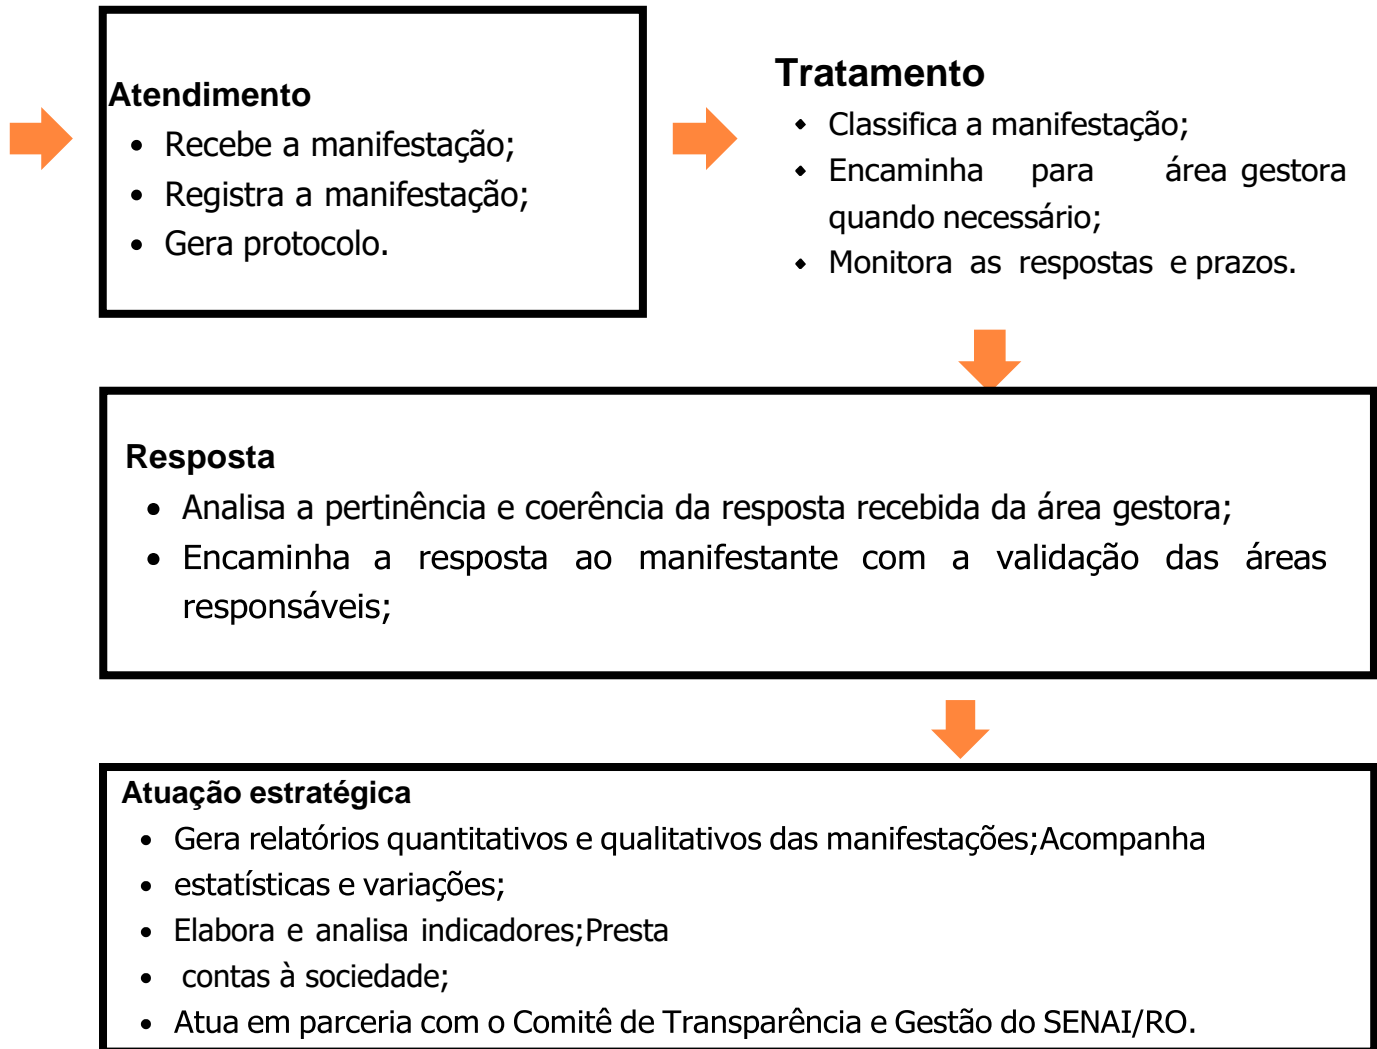 Atendimento
• Recebe a manifestação;
• Registra a manifestação;
• Gera protocolo.
Tratamento
• Classifica a manifestação;
• Encaminha para área gestora
quando necessário;
• Monitora as respostas e prazos.
Resposta
• Analisa a pertinência e coerência da resposta recebida da área gestora;
• Encaminha a resposta ao manifestante com a validação das áreas
responsáveis;
Atuação estratégica
• Gera relatórios quantitativos e qualitativos das manifestações;Acompanha
• estatísticas e variações;
• Elabora e analisa indicadores;Presta
• contas à sociedade;
• Atua em parceria com o Comitê de Transparência e Gestão do SENAI/RO.